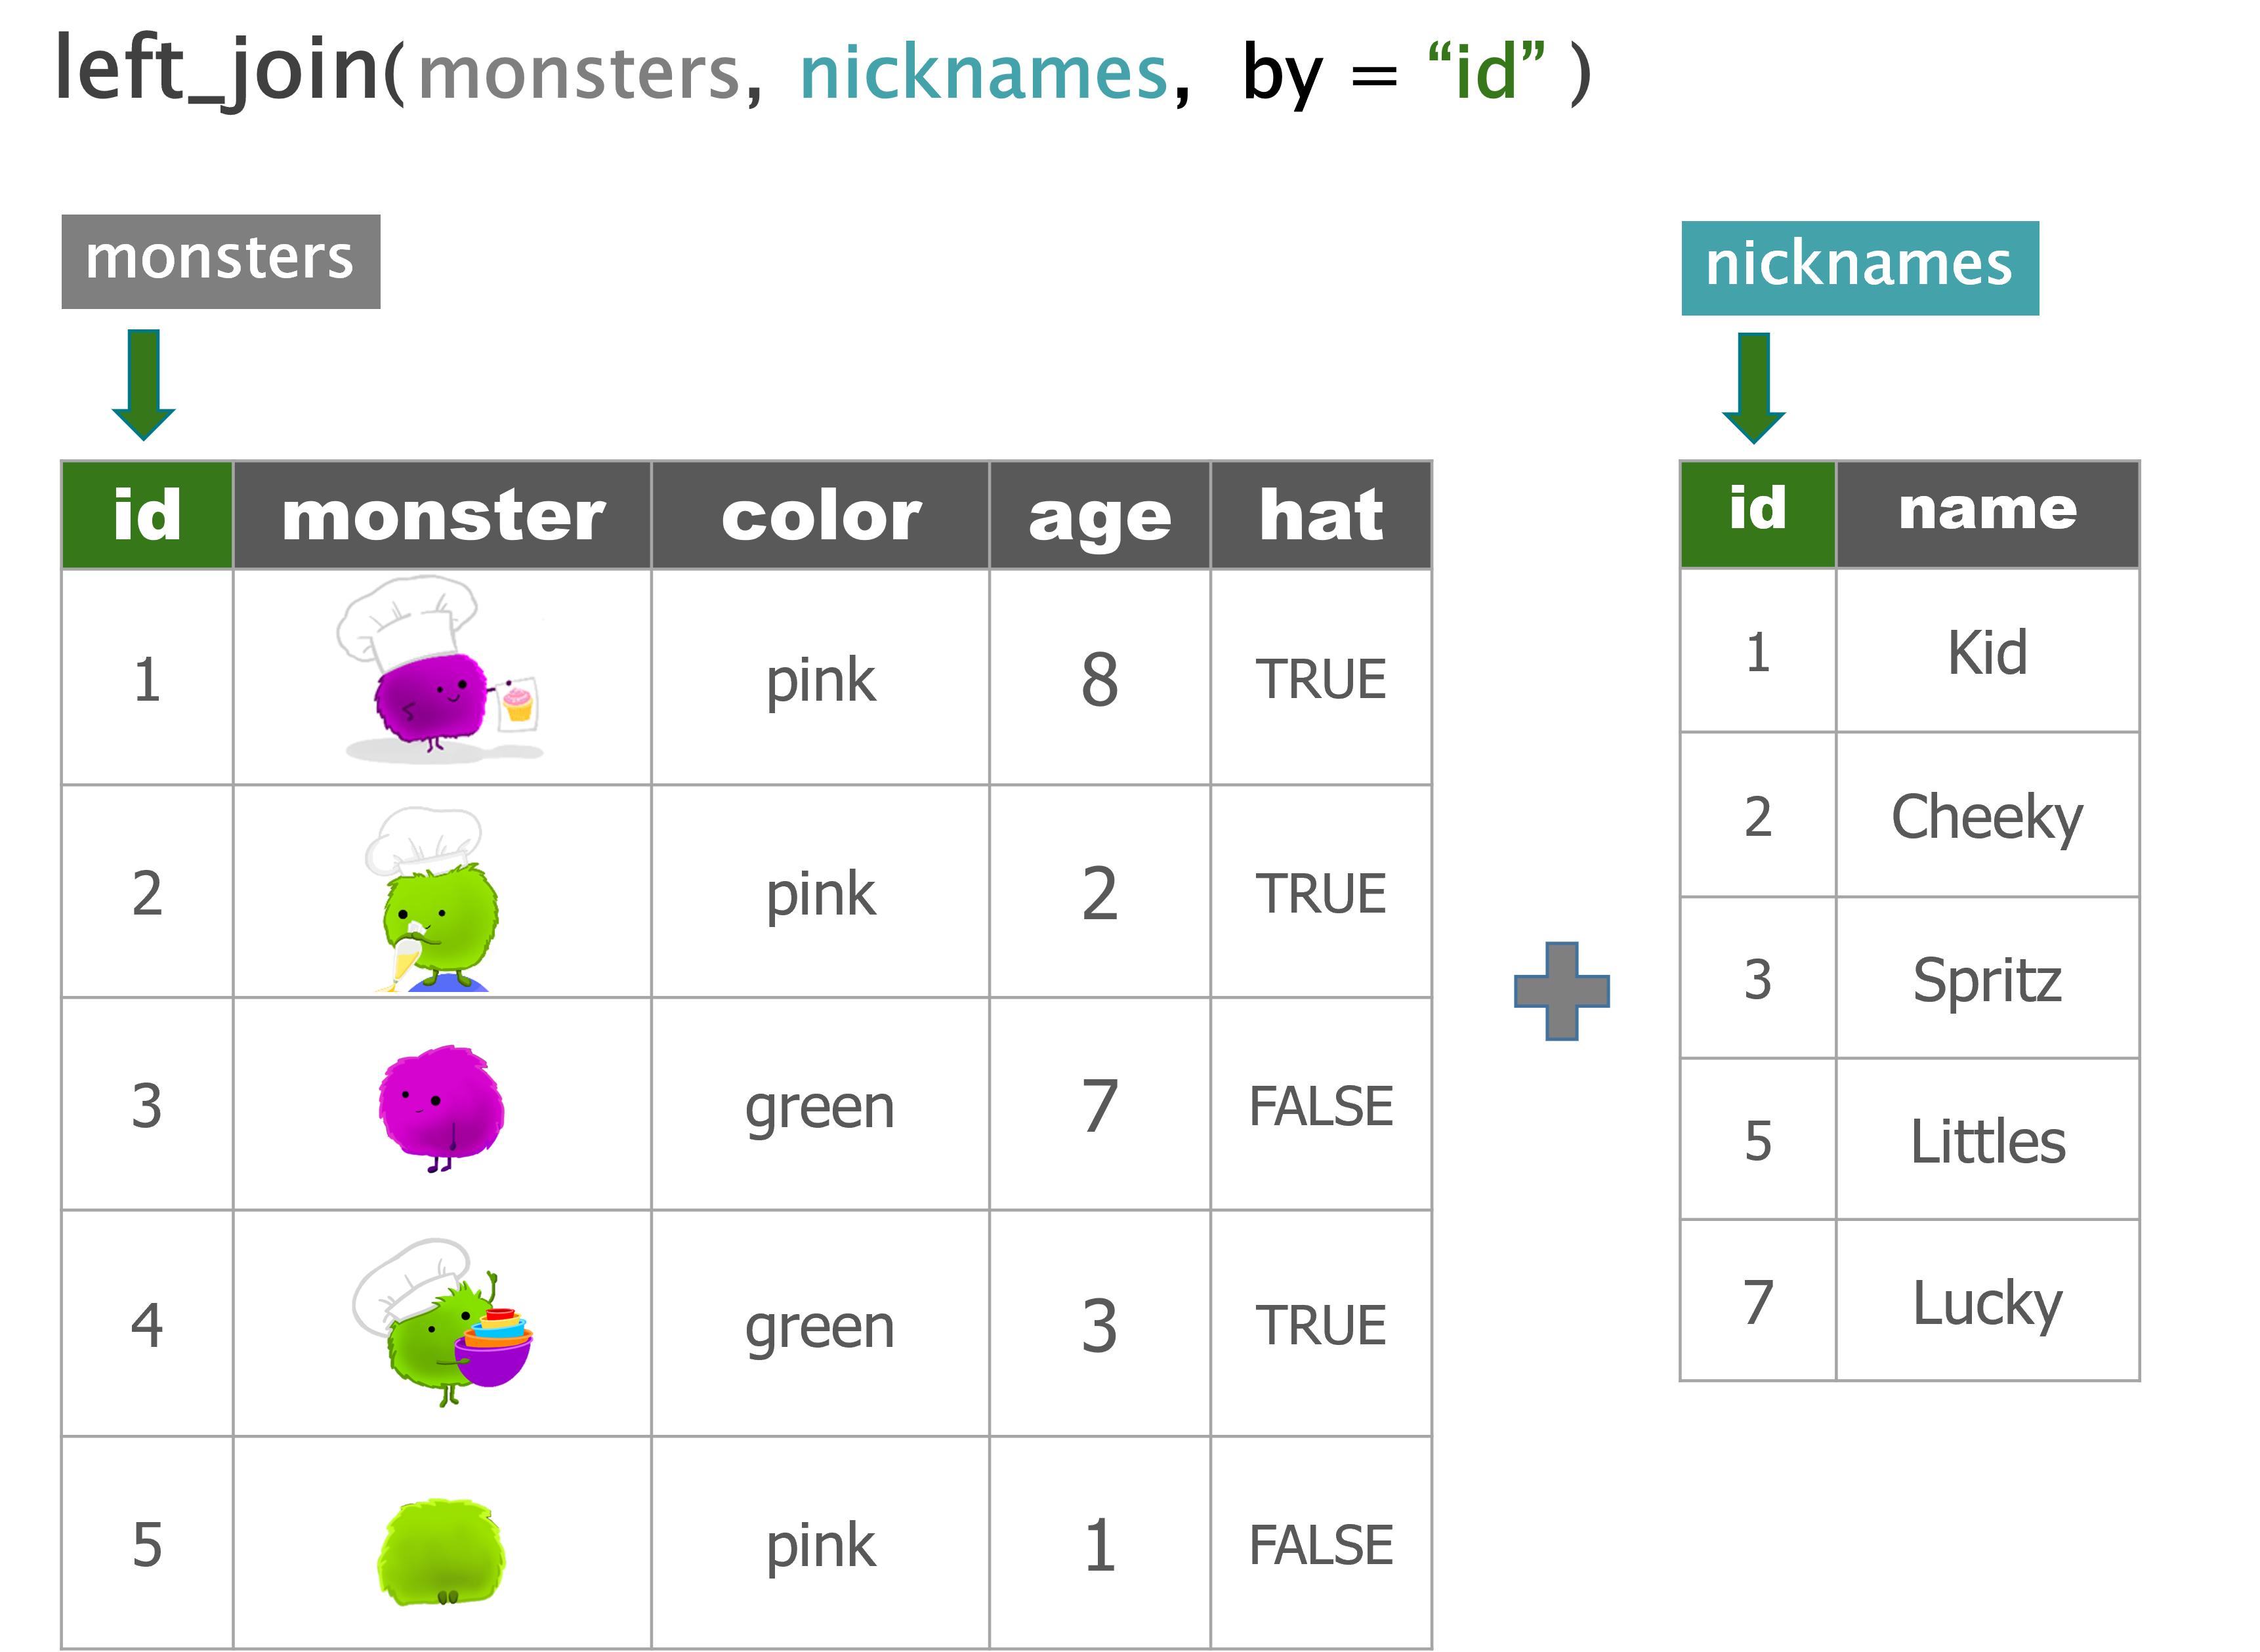 left_join(monsters, nicknames, by = “id” )
monsters
id monster color age hat
1 pink 8 TRUE
2 pink 2 TRUE
3 green 7 FALSE
4 green 3 TRUE
5 pink 1 FALSE
nicknames
id name
1 Kid
2 Cheeky
3 Spritz
5 Littles
7 Lucky